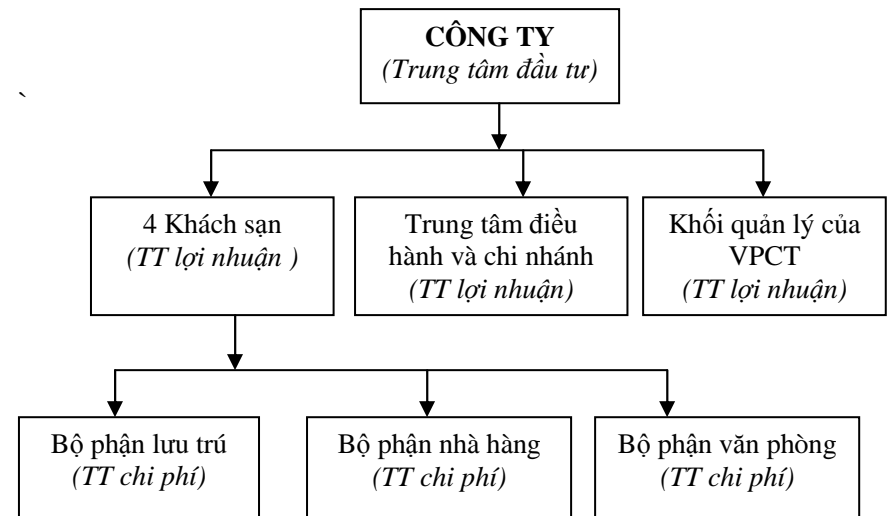 CÔNG TY
(Trung tâm đầu tư)
`
4 Khách sạn
(TT lợi nhuận )
Trung tâm điều
hành và chi nhánh
(TT lợi nhuận)
Khối quản lý của
VPCT
(TT lợi nhuận)
Bộ phận lưu trú
(TT chi phí)
Bộ phận nhà hàng
(TT chi phí)
Bộ phận văn phòng
(TT chi phí)